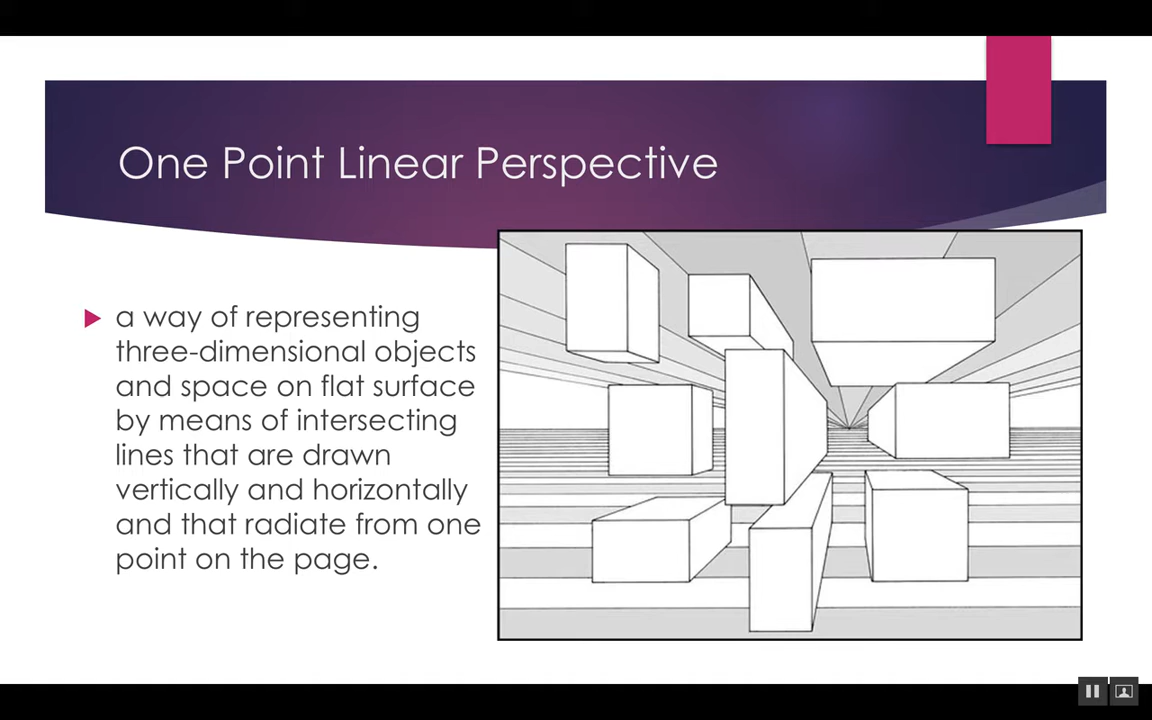 One Point Linear Perspective
a way of representing
three-dimensional objects
and space on flat surface
by means of intersecting
lines that are drawn
vertically and horizontally
and that radiate from one
point on the page.